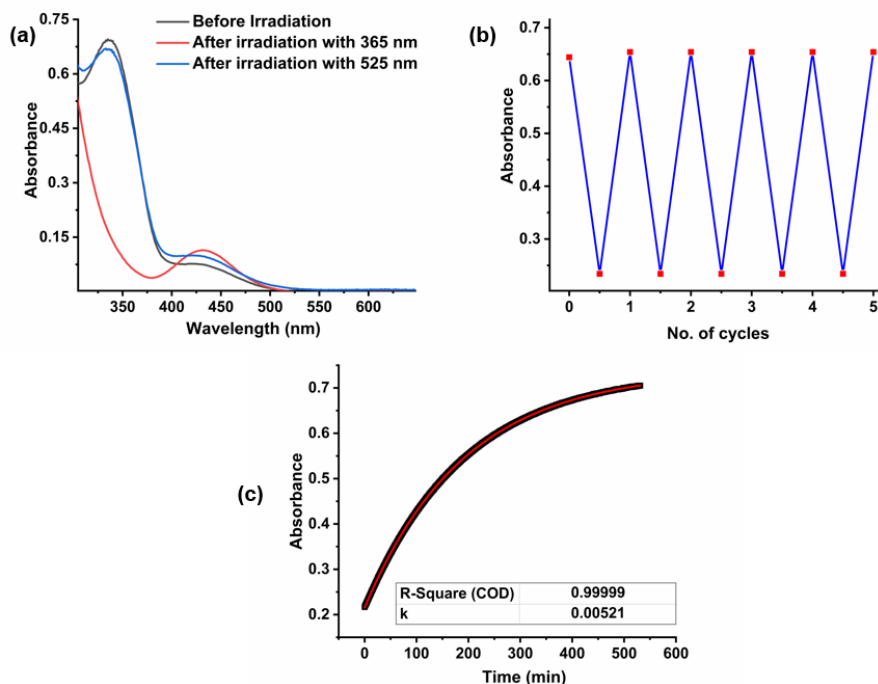 (a)
Before Irradiation
After irradiation with 365 nm
After irradiation with 525 nm
0.75
0.6
0.45
0.3
0.15
Absorbance
350 400 450 500 550 600
Wavelength (nm)
(b)
0.7
0.6
0.5
0.4
0.3
Absorbance
0 1 2 3 4 5
No. of cycles
(c)
0.7
0.6
0.5
0.4
0.3
0.2
Absorbance
R-Square (COD) 0.99999
k 0.00521
0 100 200 300 400 500 600
Time (min)